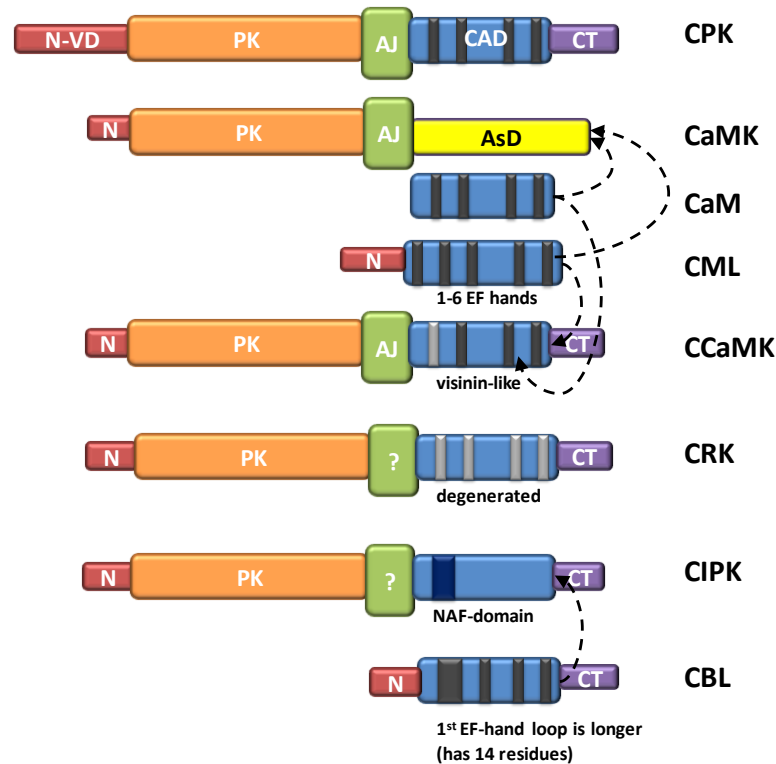 N-VD PK AJ CAD CT CPK
N PK AJ AsD CaMK
CaM
N CML
1-6 EF hands
N PK AJ CT CCaMK
visinin-like
N PK ? CT CRK
degenerated
N PK ? CT CIPK
NAF-domain
N CT CBL
1st EF-hand loop is longer
(has 14 residues)